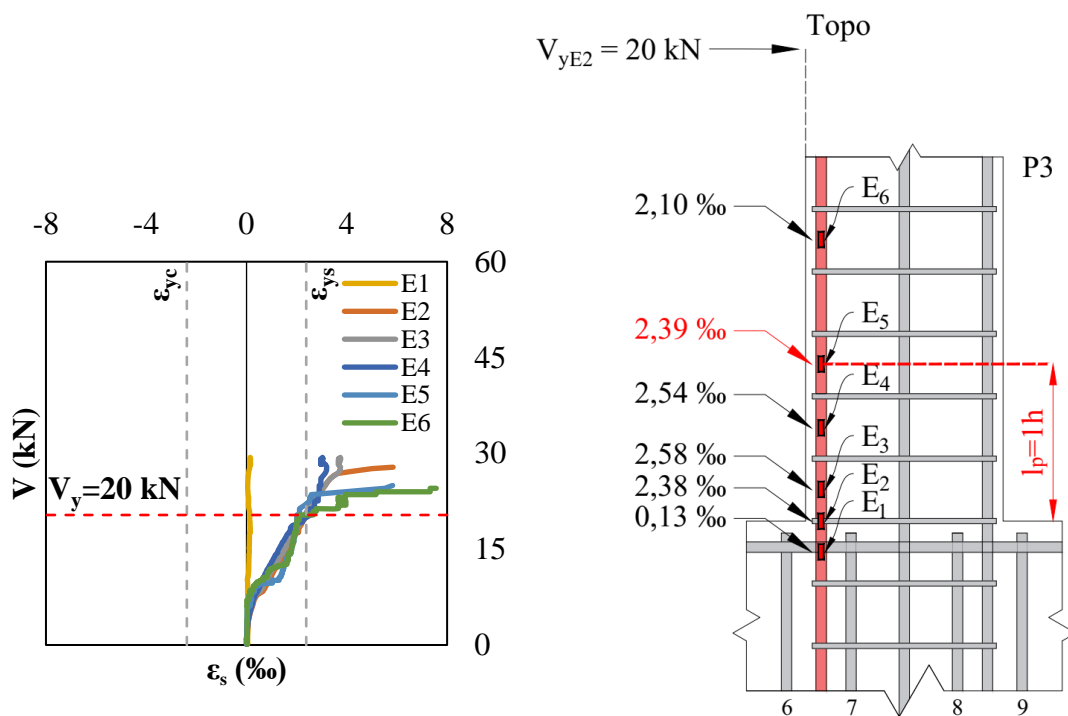 -8 -4 0 4 8
ε_yc
ε_ys
E1
E2
E3
E4
E5
E6
60
45
30
15
0
V (kN)
V_y=20 kN
ε_s (‰)
Topo
V_yE2 = 20 kN
P3
2,10 ‰
E_6
2,39 ‰
E_5
2,54 ‰
E_4
2,58 ‰
E_3
2,38 ‰
E_2
0,13 ‰
E_1
l_p=1h
6 7 8 9